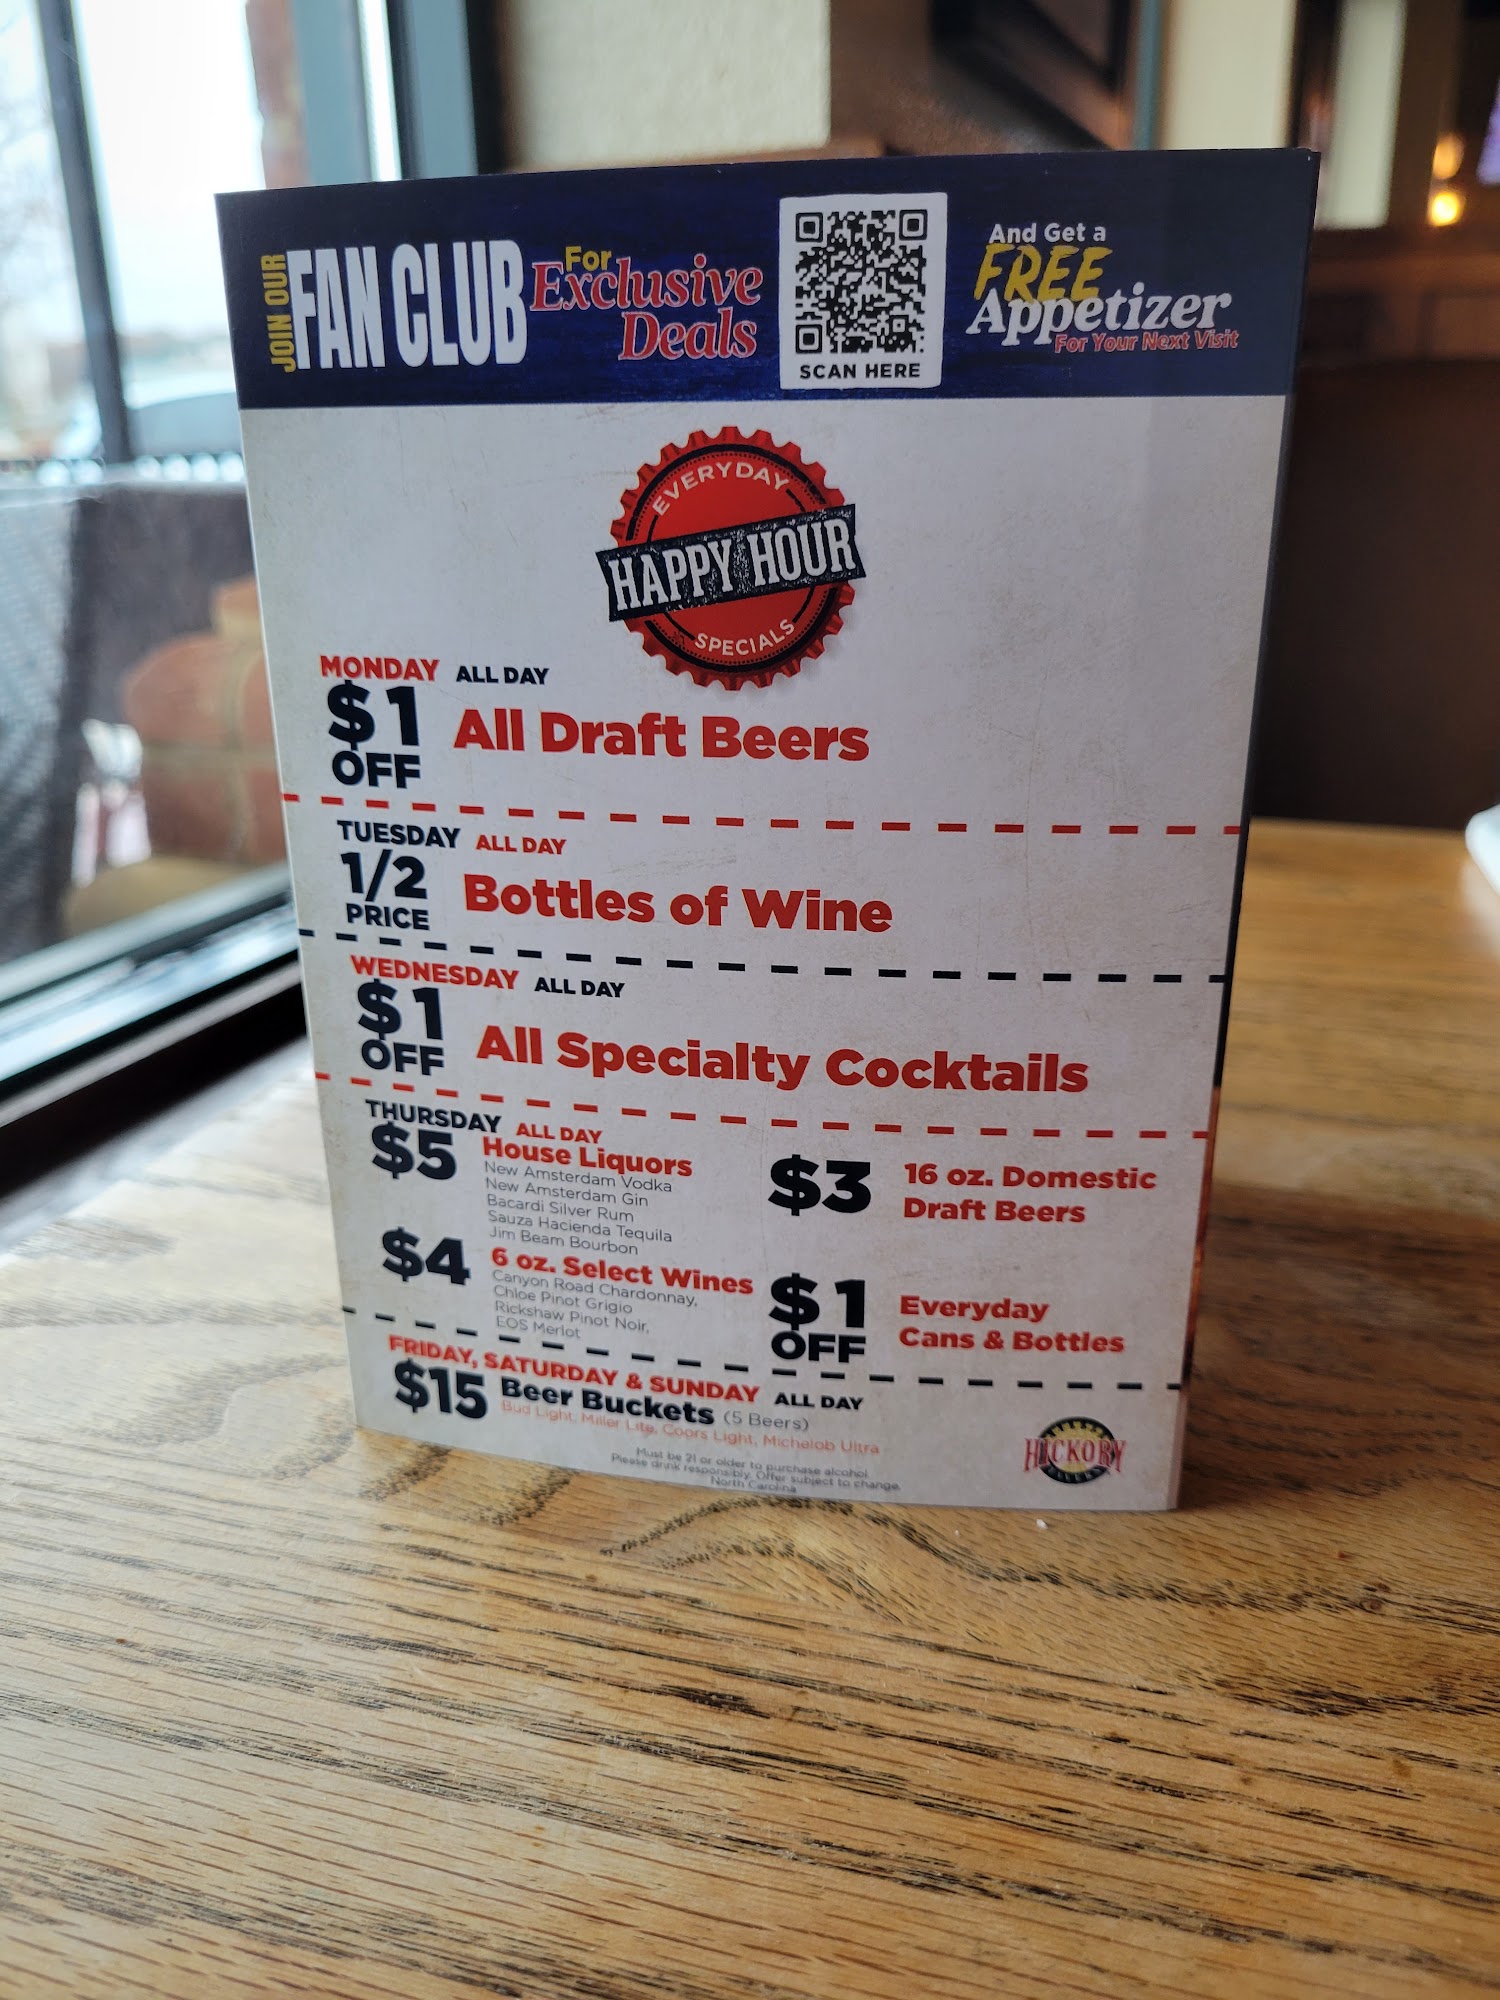 JOIN OUR
FAN CLUB
For
Exclusive
Deals
SCAN HERE
And Get a
FREE
Appetizer
For Your Next Visit
EVERYDAY
HAPPY HOUR
SPECIALS
MONDAY ALL DAY
$1
OFF
All Draft Beers
TUESDAY ALL DAY
1/2
PRICE
Bottles of Wine
WEDNESDAY ALL DAY
$1
OFF
All Specialty Cocktails
THURSDAY ALL DAY
$5
House Liquors
New Amsterdam Vodka
New Amsterdam Gin
Bacardi Silver Rum
Sauza Hacienda Tequila
Jim Beam Bourbon
$3
16 oz. Domestic
Draft Beers
$4
6 oz. Select Wines
Canyon Road Chardonnay,
Chloe Pinot Grigio
Rickshaw Pinot Noir,
EOS Merlot
$1
OFF
Everyday
Cans & Bottles
FRIDAY, SATURDAY & SUNDAY ALL DAY
$15
Beer Buckets (5 Beers)
Bud Light, Miller Lite, Coors Light, Michelob Ultra
Must be 21 or older to purchase alcohol.
Please drink responsibly. Offer subject to change.
North Carolina
HICKORY